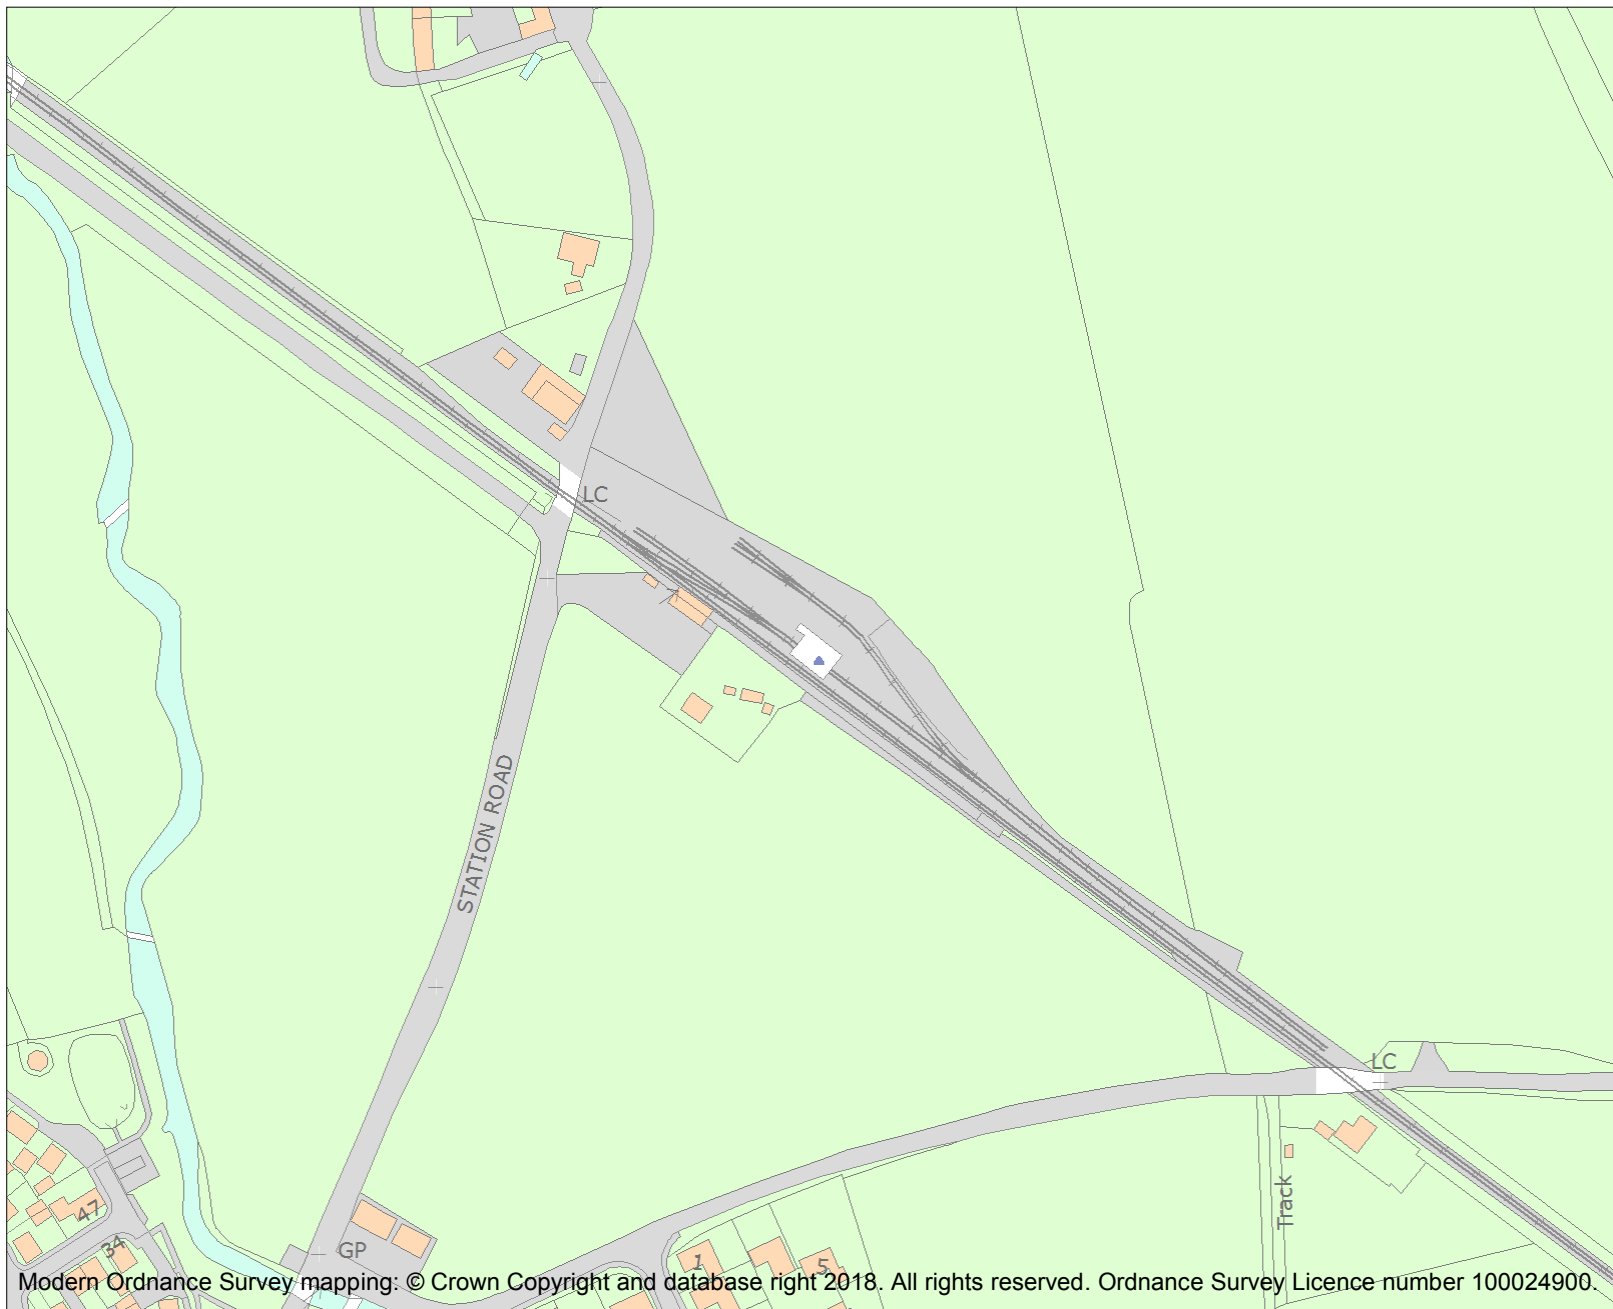 LC
STATION ROAD
LC
Track
47
34
GP
1
5
Modern Ordnance Survey mapping: © Crown Copyright and database right 2018. All rights reserved. Ordnance Survey Licence number 100024900.